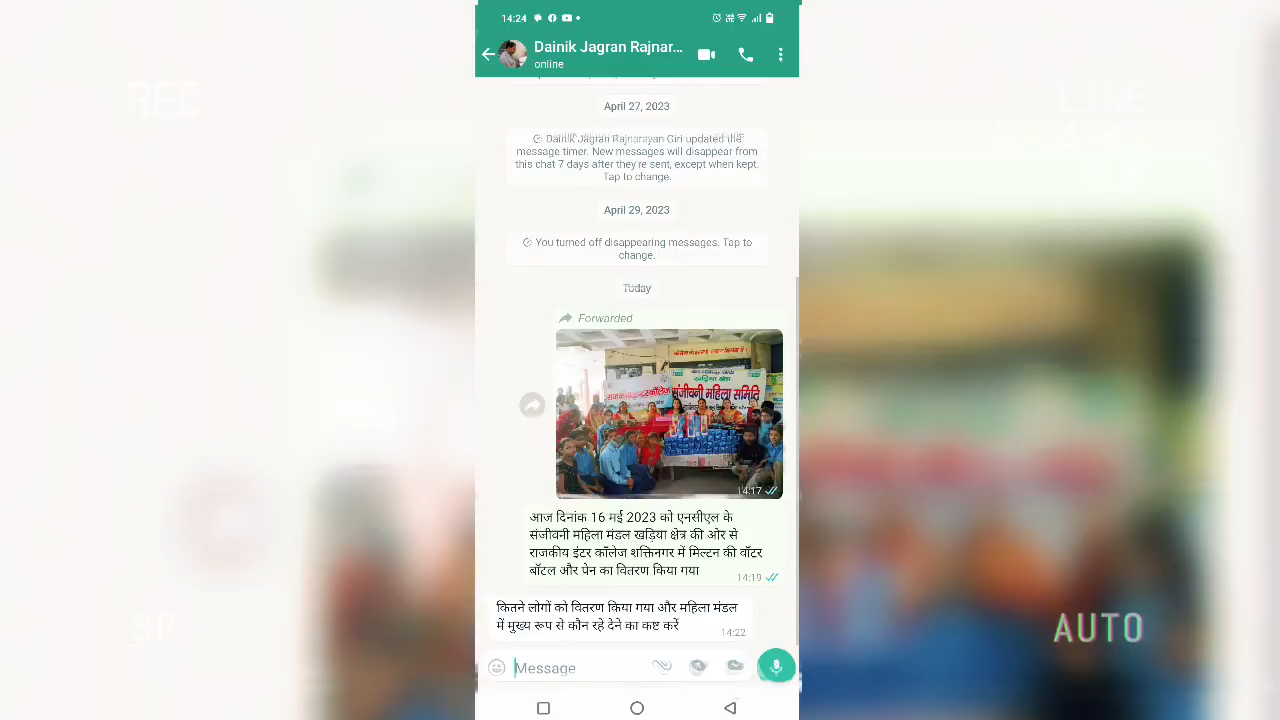 14:24
Dainik Jagran Rajnar...
online
REC
April 27, 2023
Dainik Jagran Rajnarayan Giri updated the
message timer. New messages will disappear from
this chat 7 days after they're sent, except when kept.
Tap to change.
April 29, 2023
You turned off disappearing messages. Tap to
change.
Today
Forwarded
खड़िया क्षेत्र
संजीवनी महिला समिति
14:17
आज दिनांक 16 मई 2023 को एनसीएल के
संजीवनी महिला मंडल खड़िया क्षेत्र की ओर से
राजकीय इंटर कॉलेज शक्तिनगर में मिल्टन की वॉटर
बॉटल और पेन का वितरण किया गया
14:19
कितने लोगों को वितरण किया गया और महिला मंडल
में मुख्य रूप से कौन रहे देने का कष्ट करें
14:22
SP
AUTO
Message